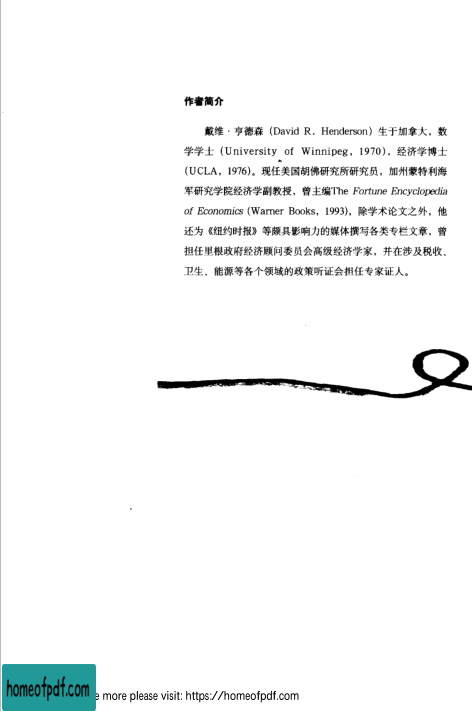 作者简介
戴维·亨德森（David R. Henderson）生于加拿大，数
学学士（University of Winnipeg，1970），经济学博士
（UCLA，1976）。现任美国胡佛研究所研究员，加州蒙特利海
军研究学院经济学副教授，曾主编The Fortune Encyclopedia
of Economics (Warner Books，1993)，除学术论文之外，他
还为《纽约时报》等颇具影响力的媒体撰写各类专栏文章，曾
担任里根政府经济顾问委员会高级经济学家，并在涉及税收、
卫生、能源等各个领域的政策听证会担任专家证人。
homeofpdf.com
e more please visit: https://homeofpdf.com